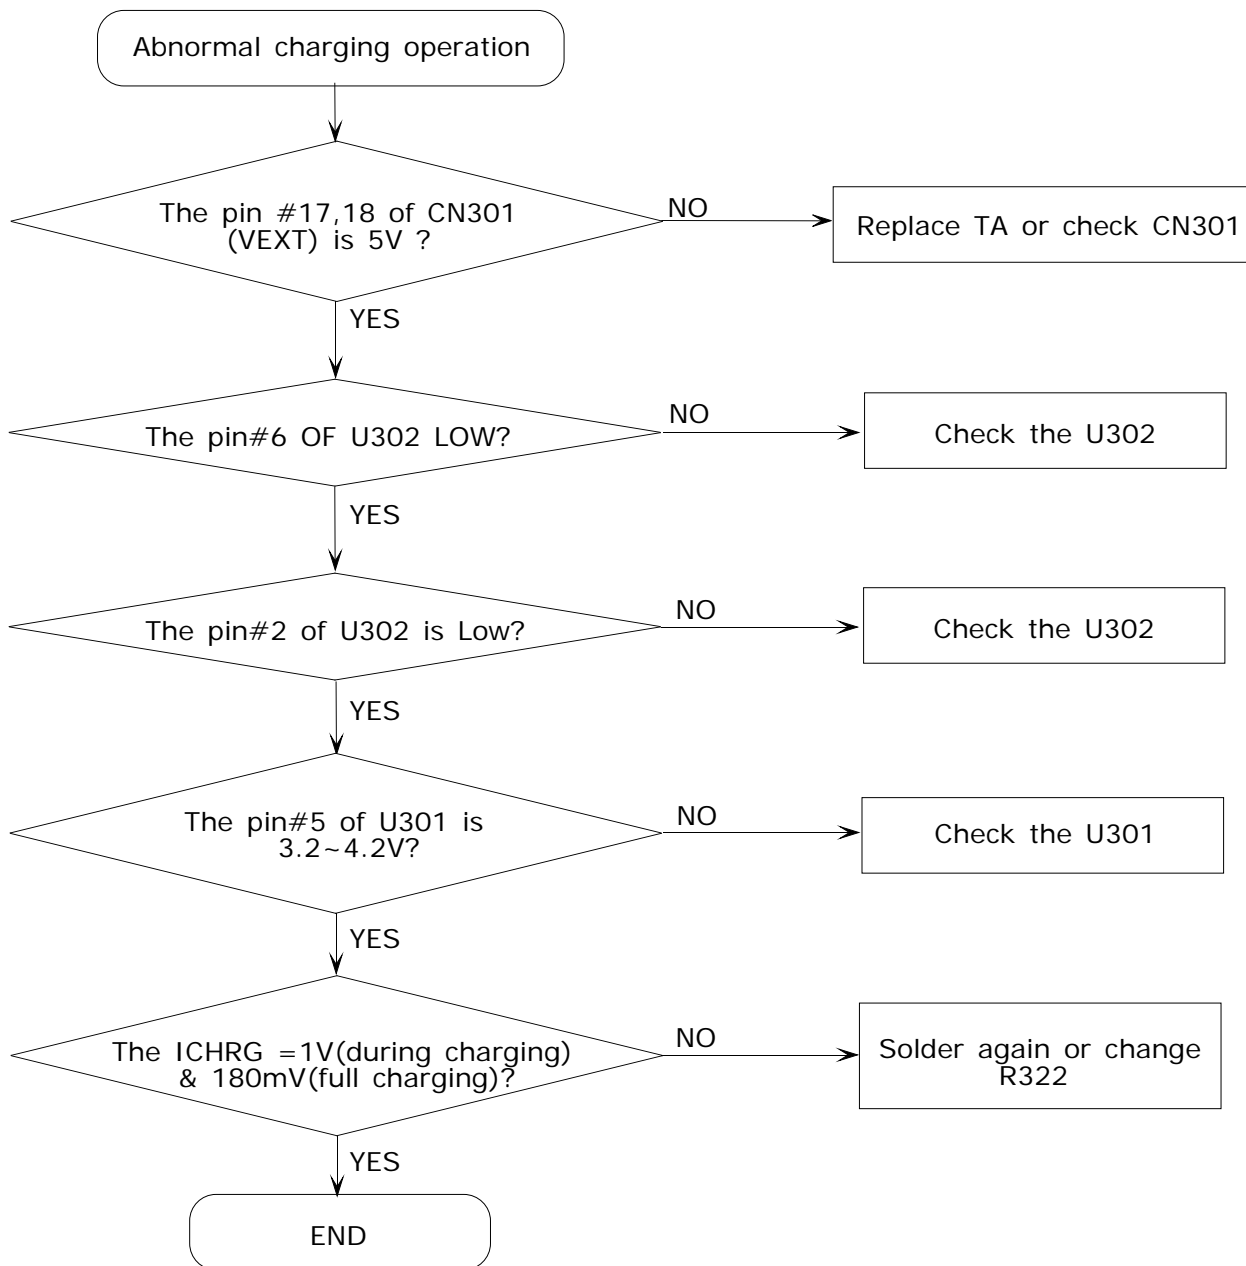 Abnormal charging operation
The pin #17,18 of CN301
(VEXT) is 5V ?
NO
Replace TA or check CN301
YES
The pin#6 OF U302 LOW?
NO
Check the U302
YES
The pin#2 of U302 is Low?
NO
Check the U302
YES
The pin#5 of U301 is
3.2~4.2V?
NO
Check the U301
YES
The ICHRG =1V(during charging)
& 180mV(full charging)?
NO
Solder again or change
R322
YES
END